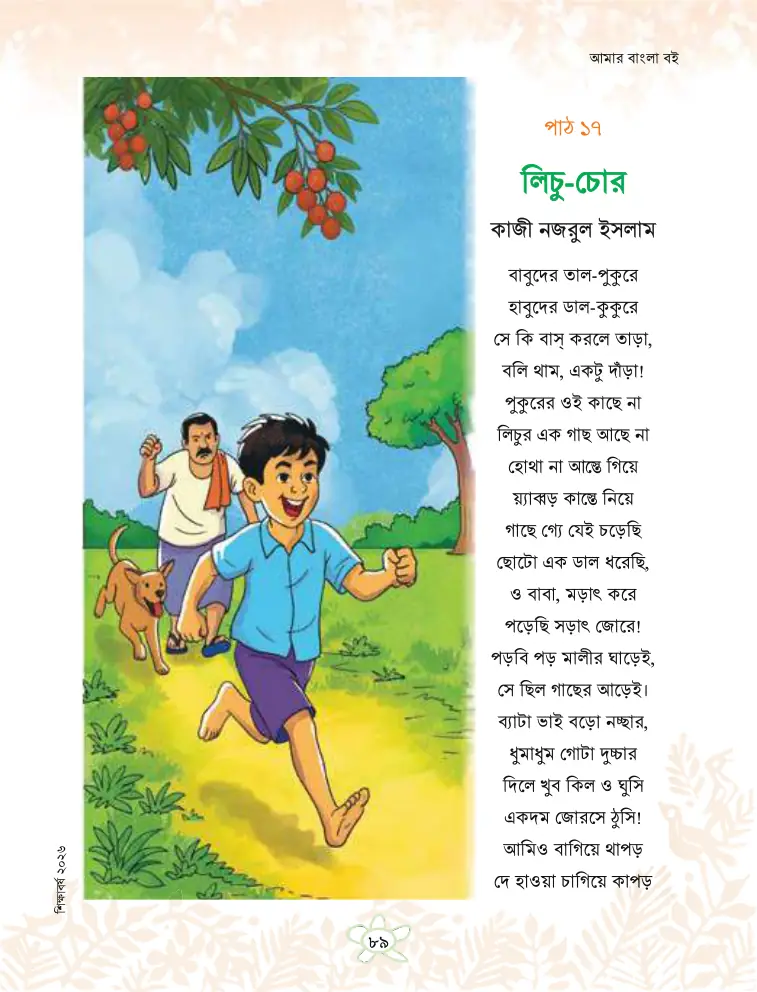 আমার বাংলা বই
পাঠ ১৭
লিচু-চোর
কাজী নজরুল ইসলাম
বাবুদের তাল-পুকুরে
হাবুদের ডাল-কুকুরে
সে কি বাস্ করলে তাড়া,
বলি থাম, একটু দাঁড়া!
পুকুরের ওই কাছে না
লিচুর এক গাছ আছে না
হোথা না আস্তে গিয়ে
য়্যাব্বড় কাস্তে নিয়ে
গাছে গ্যে যেই চড়েছি
ছোটো এক ডাল ধরেছি,
ও বাবা, মড়াৎ করে
পড়েছি সড়াৎ জোরে!
পড়বি পড় মালীর ঘাড়েই,
সে ছিল গাছের আড়েই।
ব্যাটা ভাই বড়ো নচ্ছার,
ধুমাধুম গোটা দুচ্চার
দিলে খুব কিল ও ঘুসি
একদম জোরসে ঠুসি!
আমিও বাগিয়ে থাপড়
দে হাওয়া চাগিয়ে কাপড়
শিক্ষাবর্ষ ২০২৬
৮৯